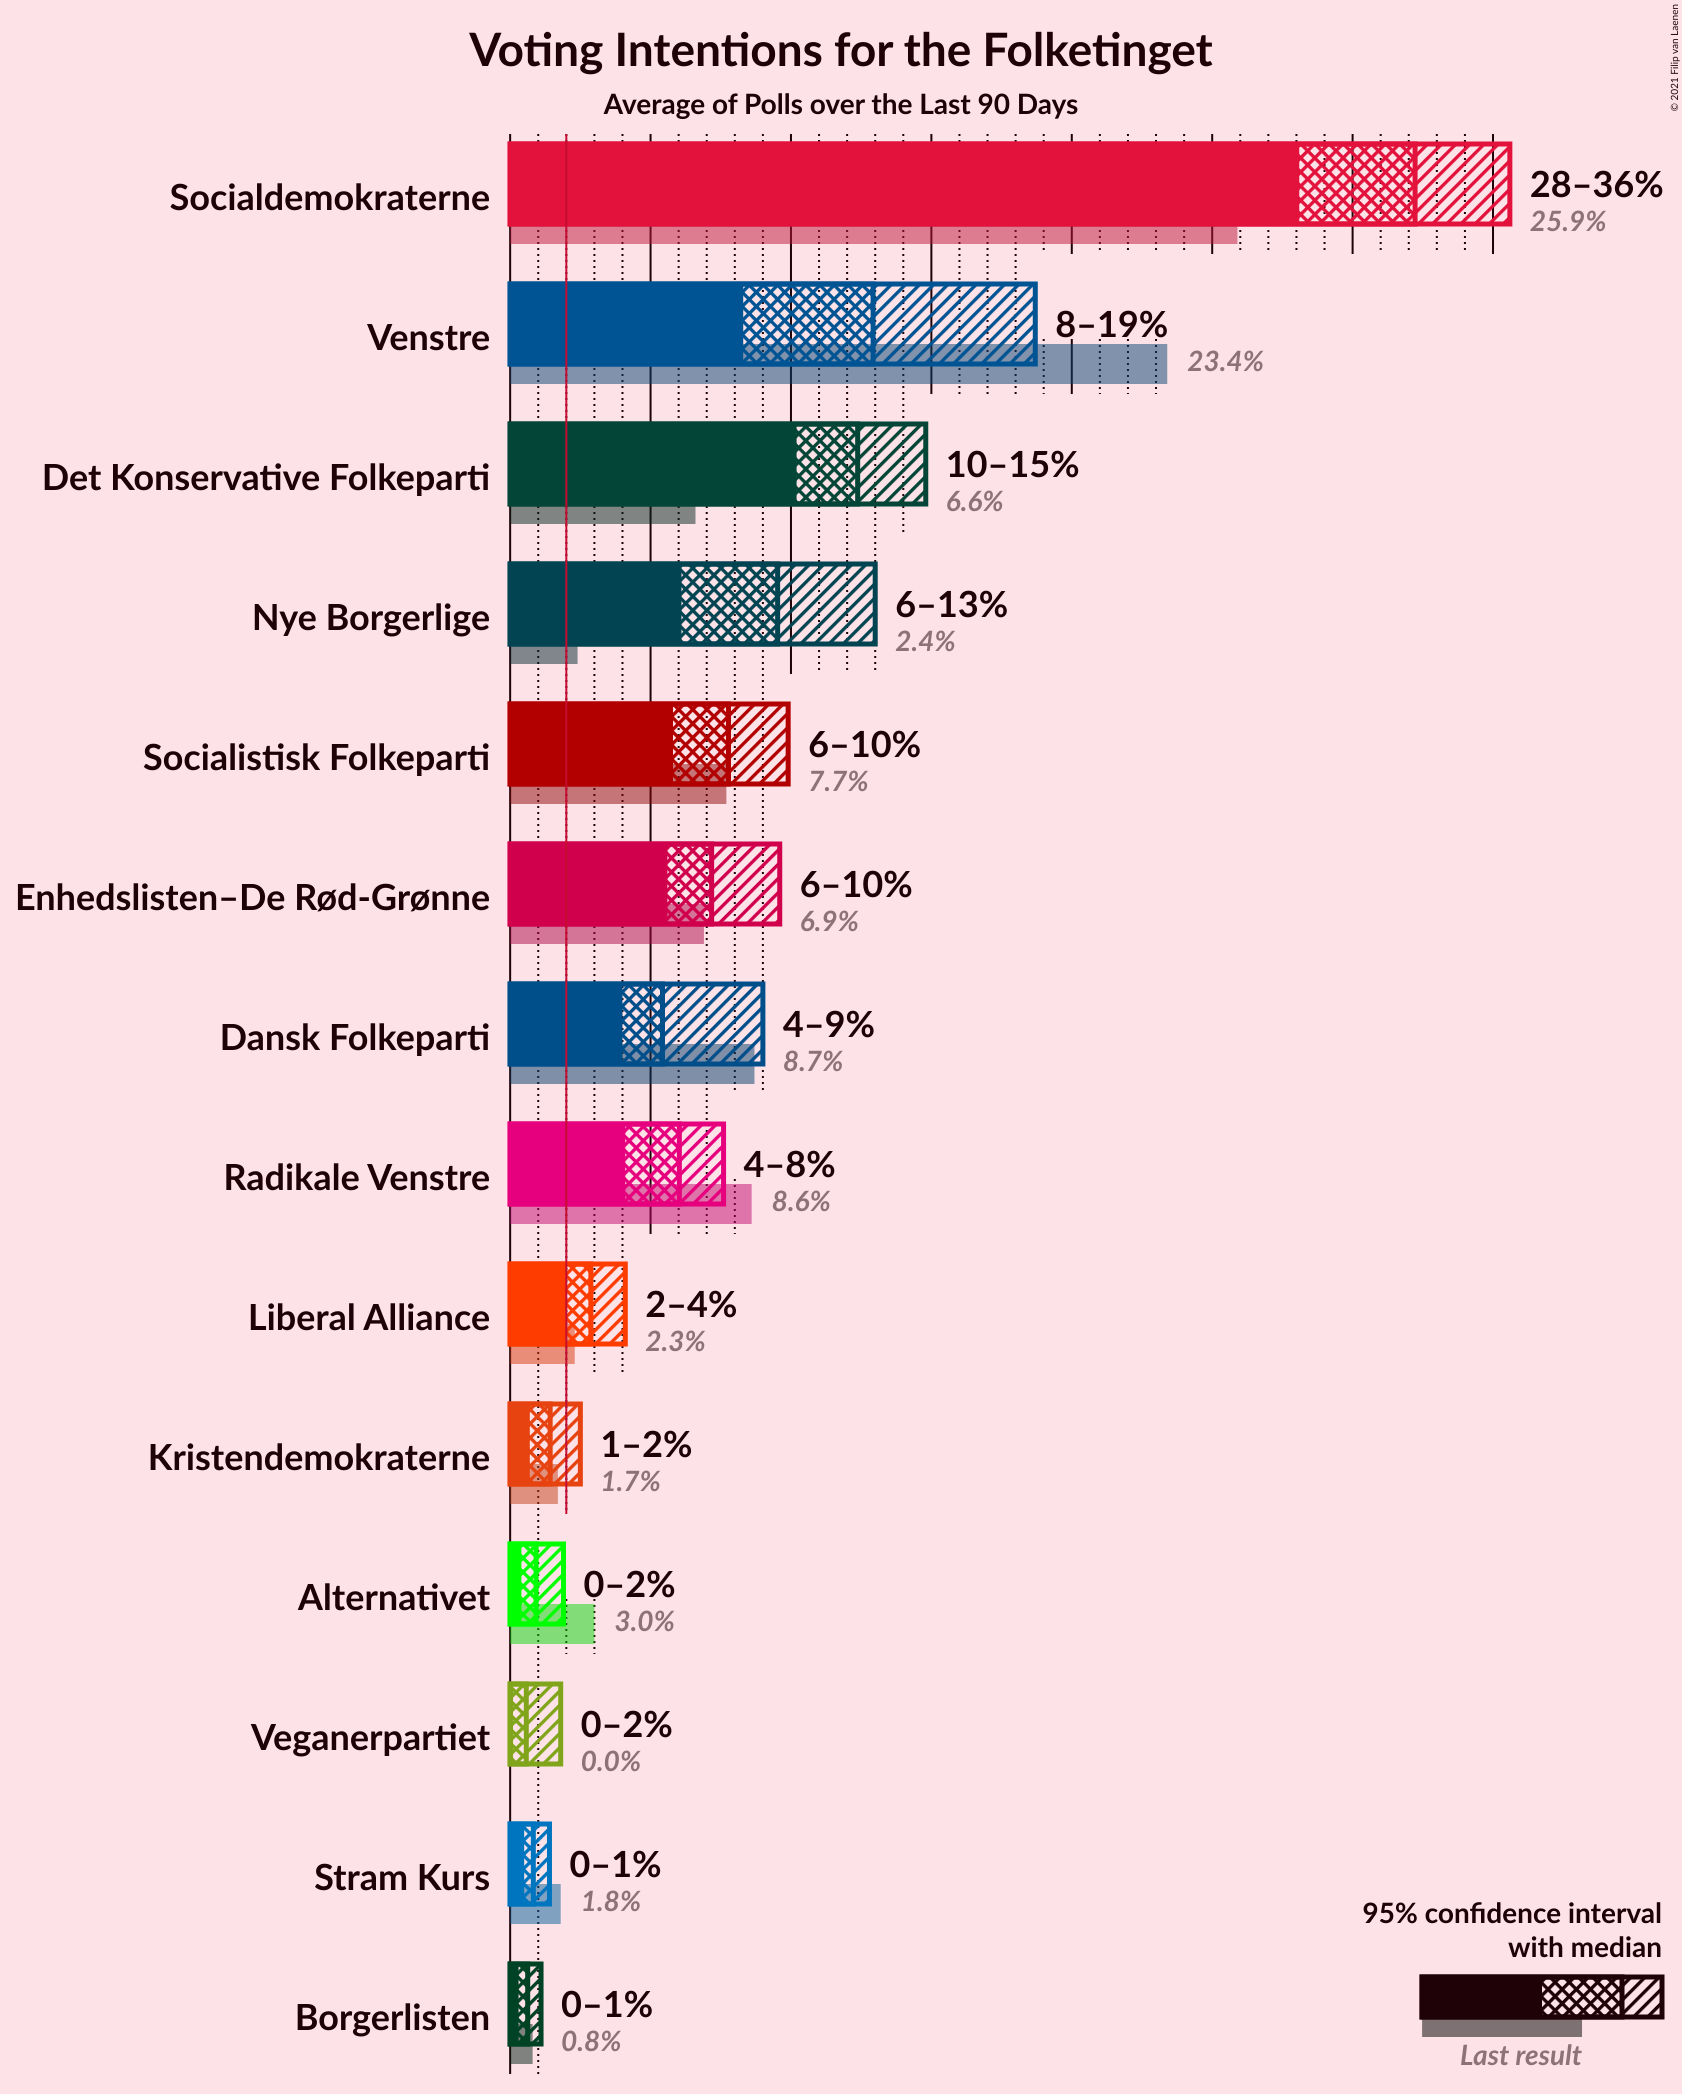 Voting Intentions for the Folketinget
Average of Polls over the Last 90 Days
© 2021 Filip van Laenen
Socialdemokraterne
28–36%
25.9%
Venstre
8–19%
23.4%
Det Konservative Folkeparti
10–15%
6.6%
Nye Borgerlige
6–13%
2.4%
Socialistisk Folkeparti
6–10%
7.7%
Enhedslisten–De Rød-Grønne
6–10%
6.9%
Dansk Folkeparti
4–9%
8.7%
Radikale Venstre
4–8%
8.6%
Liberal Alliance
2–4%
2.3%
Kristendemokraterne
1–2%
1.7%
Alternativet
0–2%
3.0%
Veganerpartiet
0–2%
0.0%
Stram Kurs
0–1%
1.8%
Borgerlisten
0–1%
0.8%
95% confidence interval
with median
Last result